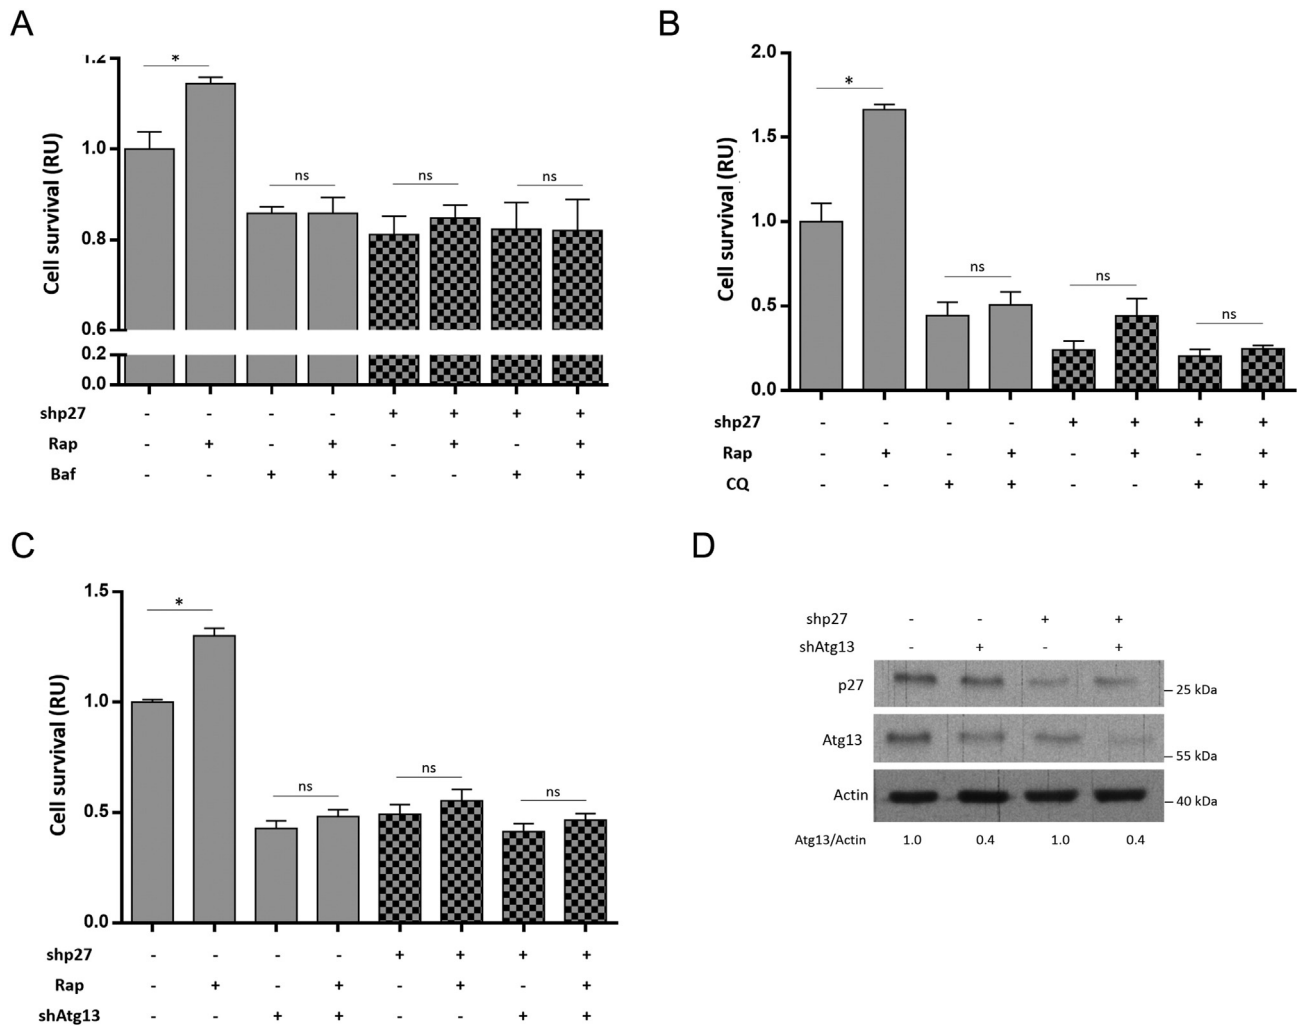 A
Cell survival (RU)
1.2
1.0
0.8
0.6
0.2
0.0
*
ns
ns
ns
shp27 - - - - + + + +
Rap - + - + - + - +
Baf - - + + - - + +
B
Cell survival (RU)
2.0
1.5
1.0
0.5
0.0
*
ns
ns
ns
shp27 - - - - + + + +
Rap - + - + - + - +
CQ - - + + - - + +
C
Cell survival (RU)
1.5
1.0
0.5
0.0
*
ns
ns
ns
shp27 - - - - + + + +
Rap - + - + - + - +
shAtg13 - - + + - - + +
D
shp27 - - + +
shAtg13 - + - +
p27
25 kDa
Atg13
55 kDa
Actin
40 kDa
Atg13/Actin 1.0 0.4 1.0 0.4